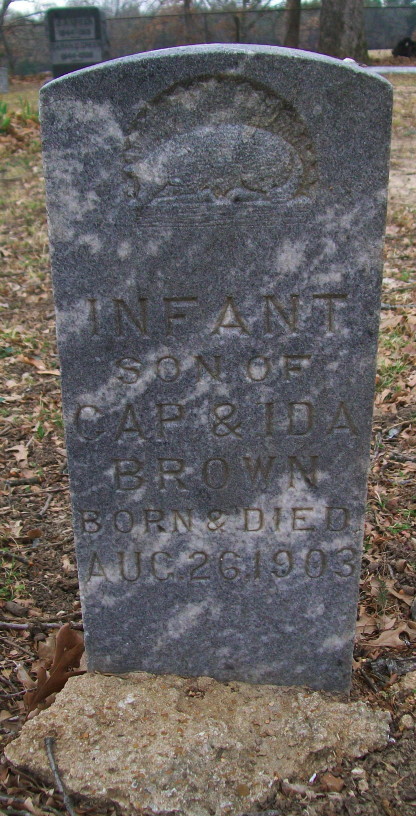 INFANT
SON OF
CAP & IDA
BROWN
BORN & DIED
AUG. 26, 1903